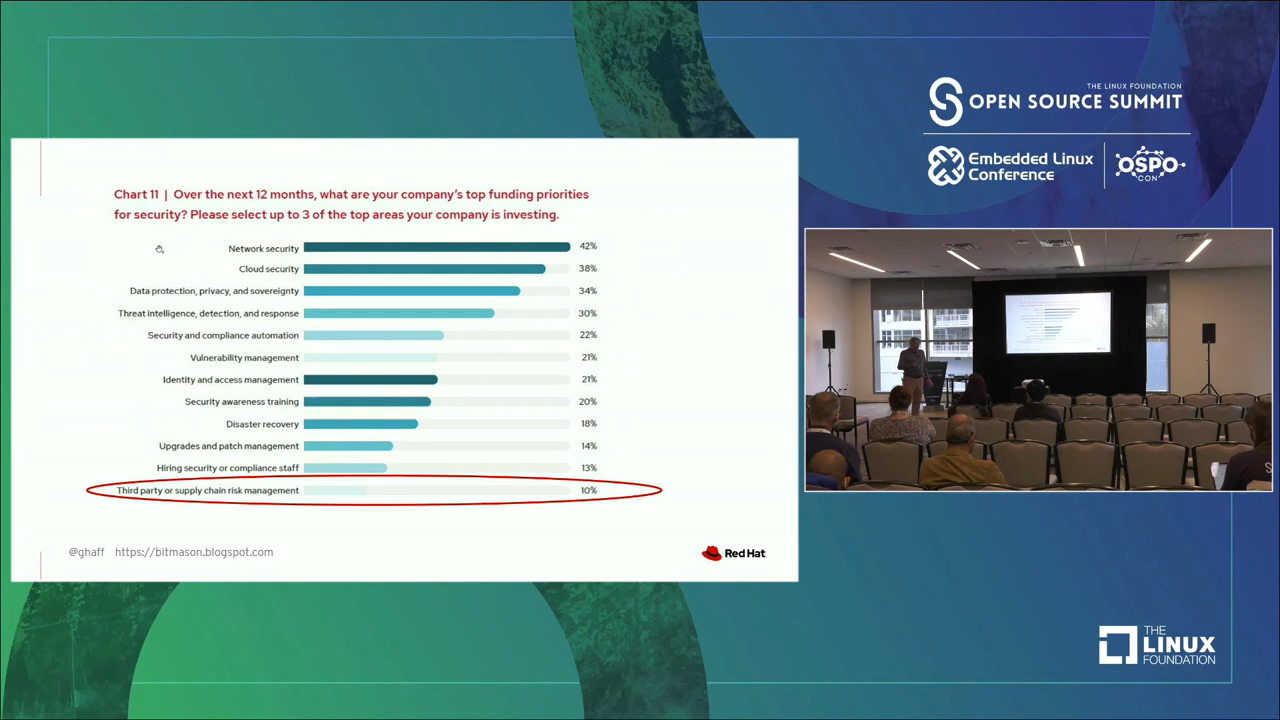 THE LINUX FOUNDATION
OPEN SOURCE SUMMIT
Embedded Linux
Conference
OSPO
CON
Chart 11 | Over the next 12 months, what are your company's top funding priorities
for security? Please select up to 3 of the top areas your company is investing.
Network security 42%
Cloud security 38%
Data protection, privacy, and sovereignty 34%
Threat intelligence, detection, and response 30%
Security and compliance automation 22%
Vulnerability management 21%
Identity and access management 21%
Security awareness training 20%
Disaster recovery 18%
Upgrades and patch management 14%
Hiring security or compliance staff 13%
Third party or supply chain risk management 10%
@ghaff https://bitmason.blogspot.com
Red Hat
THE
LINUX
FOUNDATION